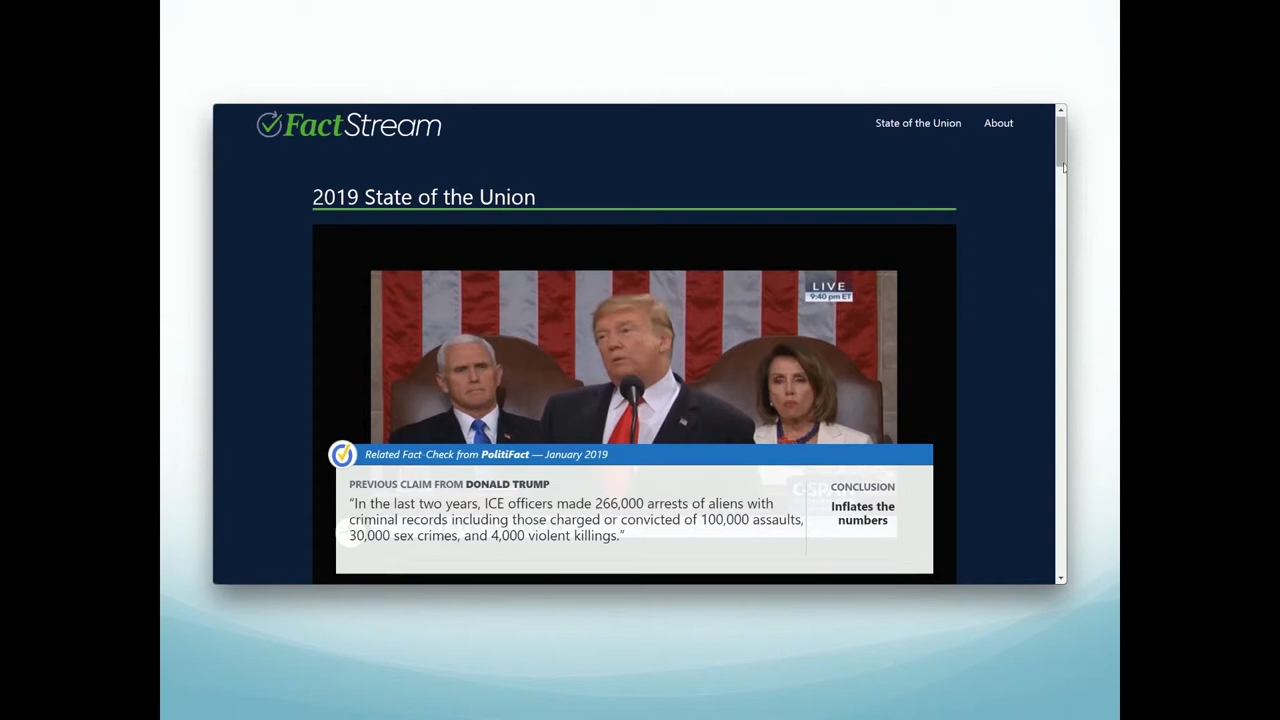 FactStream
State of the Union
About
2019 State of the Union
LIVE
9:40 pm ET
Related Fact-Check from PolitiFact — January 2019
PREVIOUS CLAIM FROM DONALD TRUMP
"In the last two years, ICE officers made 266,000 arrests of aliens with
criminal records including those charged or convicted of 100,000 assaults,
30,000 sex crimes, and 4,000 violent killings."
C-SPAN
CONCLUSION
Inflates the
numbers